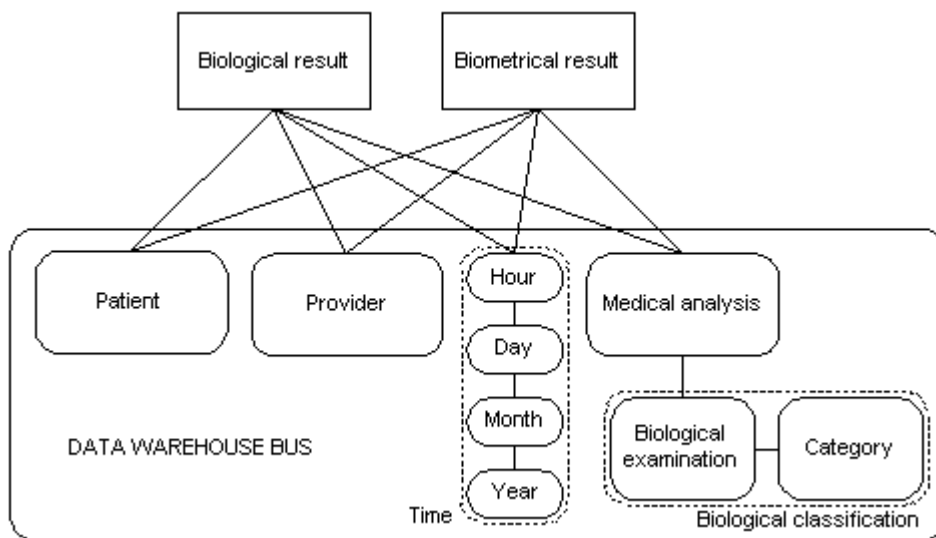 Biological result
Biometrical result
Patient
Provider
Hour
Medical analysis
Day
Month
DATA WAREHOUSE BUS
Biological
examination
Category
Year
Time
Biological classification